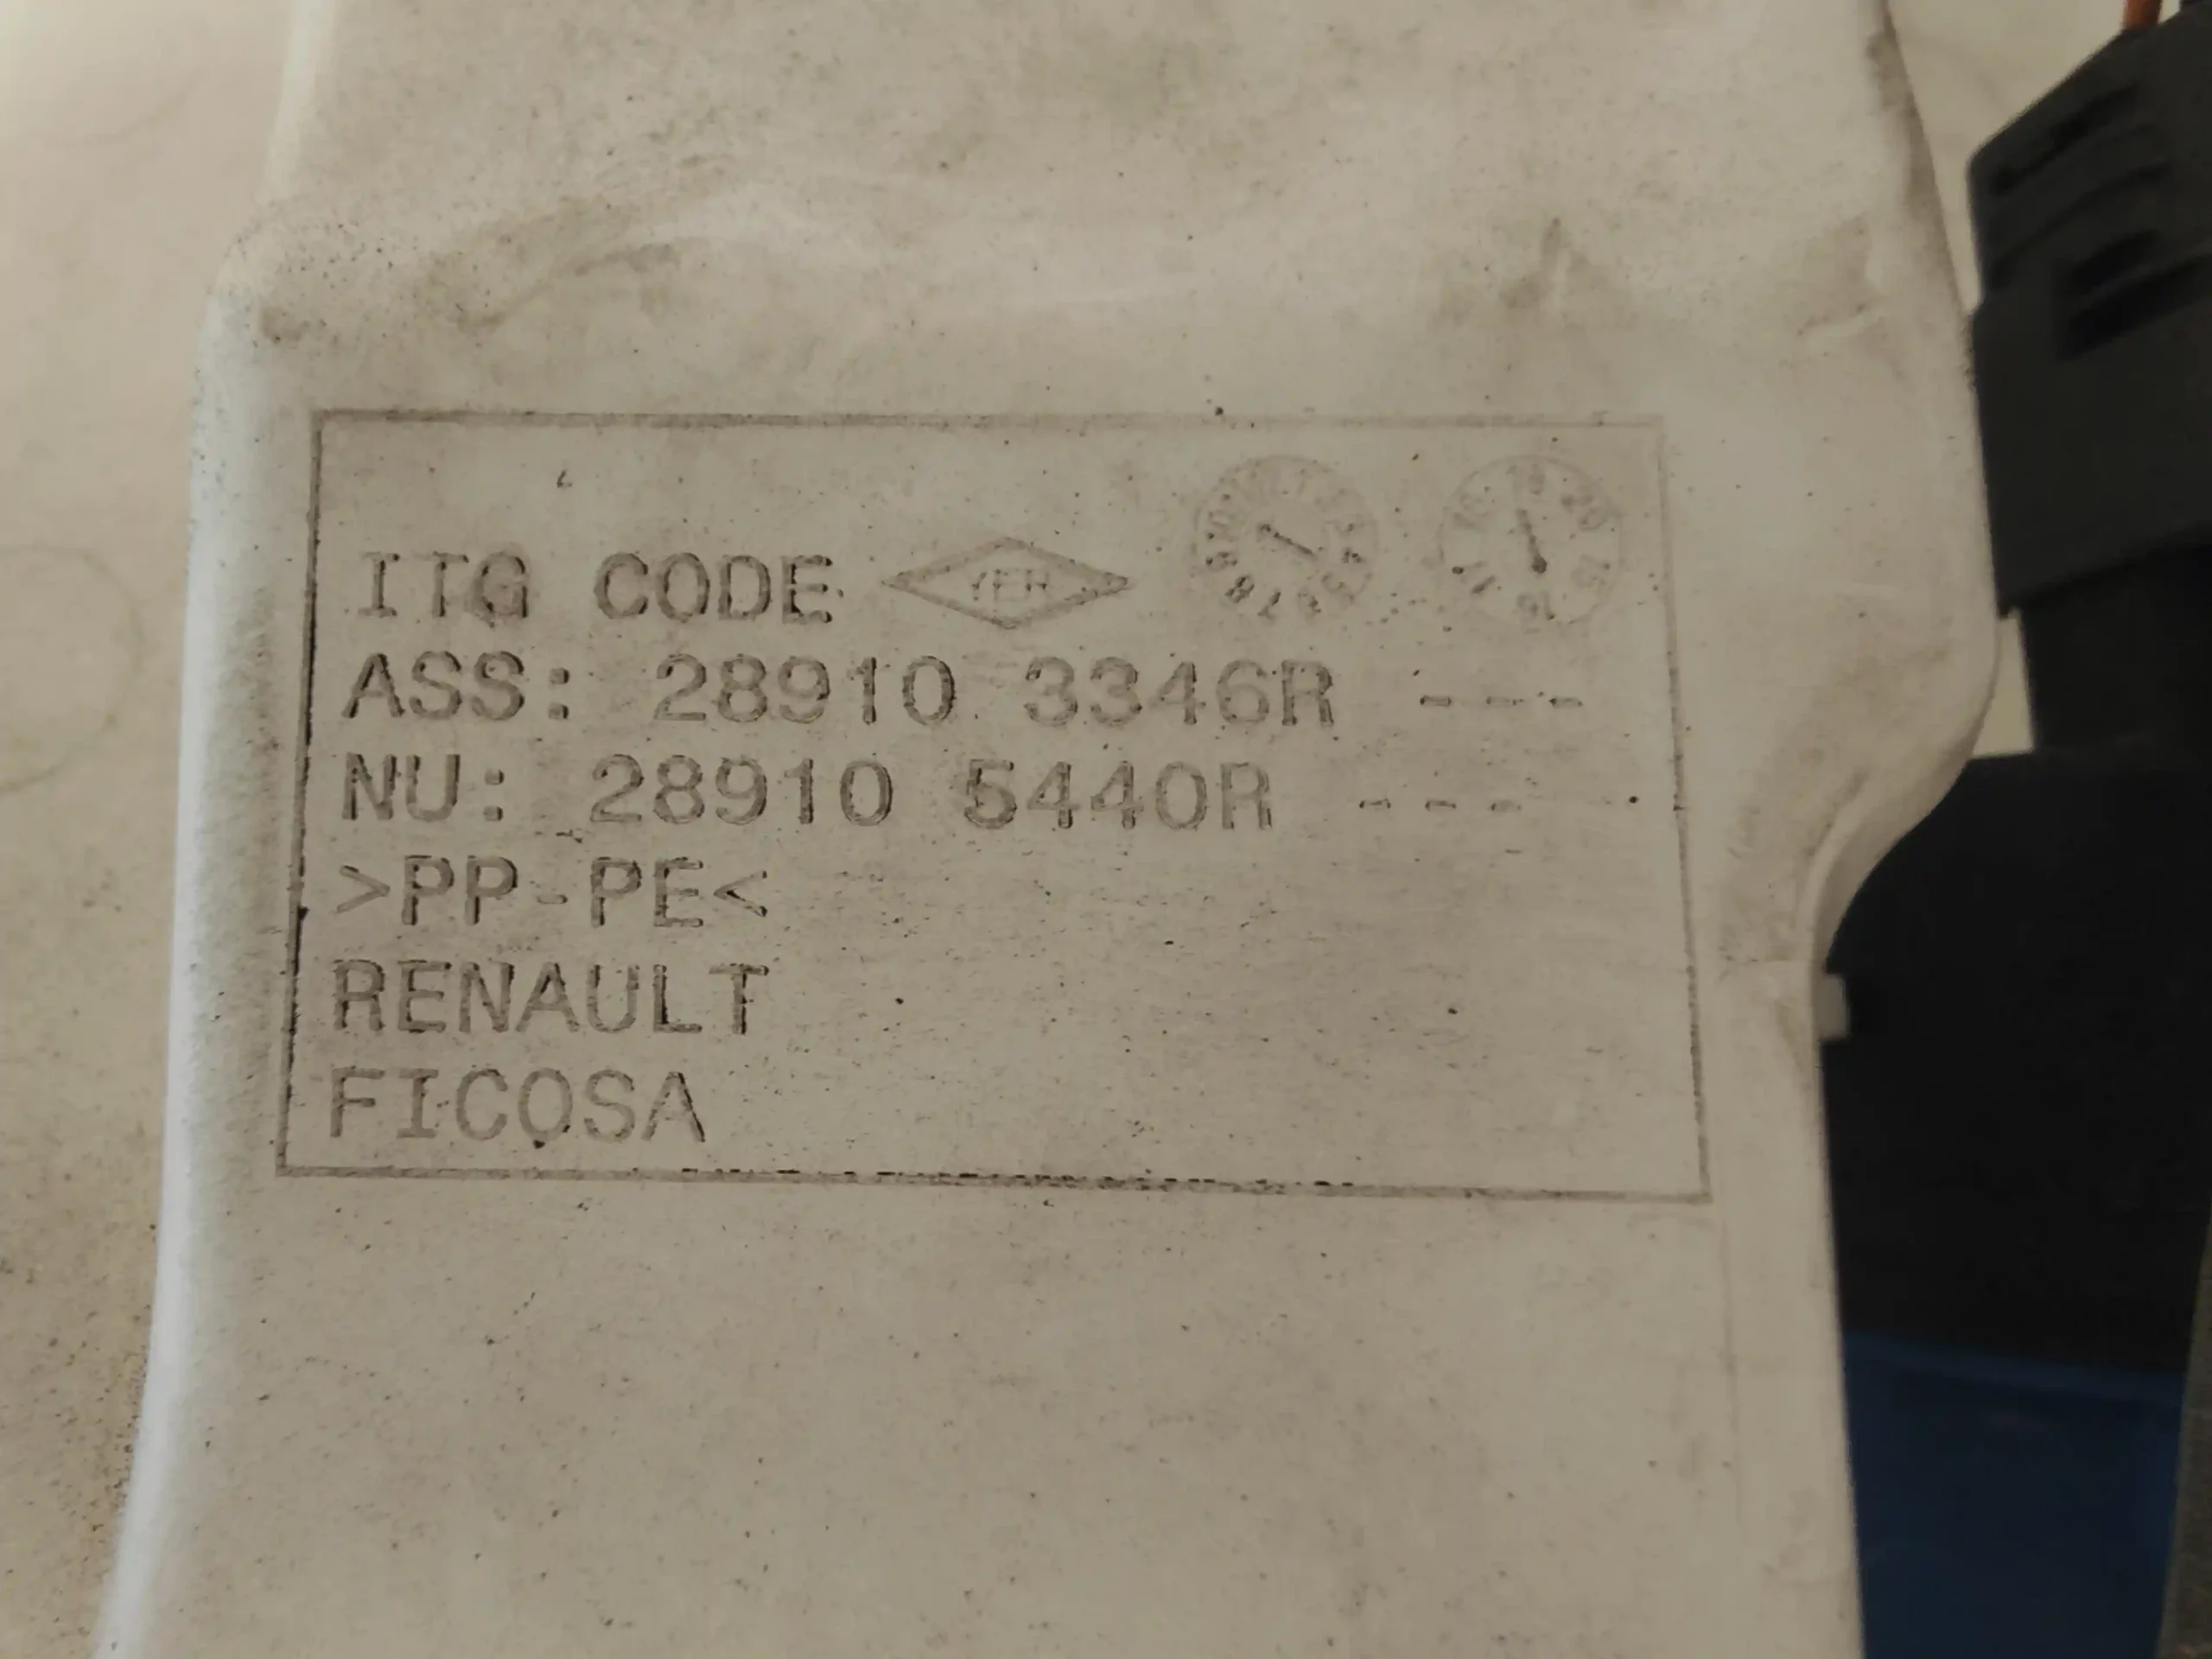 ITG CODE
ASS: 28910 3346R ---
NU: 28910 5440R ---
>PP-PE<
RENAULT
FICOSA